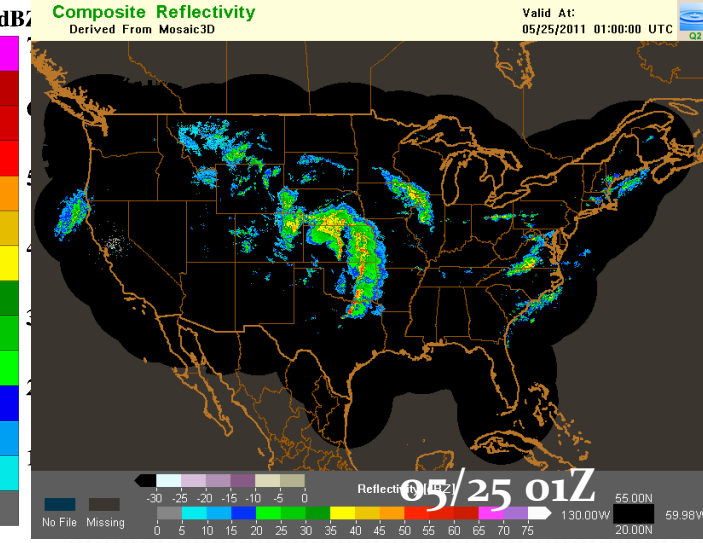 dBZ
Composite Reflectivity
Derived From Mosaic3D
Valid At:
05/25/2011 01:00:00 UTC
Q2
Reflectivity [dBZ]
05/25 01Z
-30 -25 -20 -15 -10 -5 0
No File
Missing
0 5 10 15 20 25 30 35 40 45 50 55 60 65 70 75
55.00N
130.00W
59.98W
20.00N